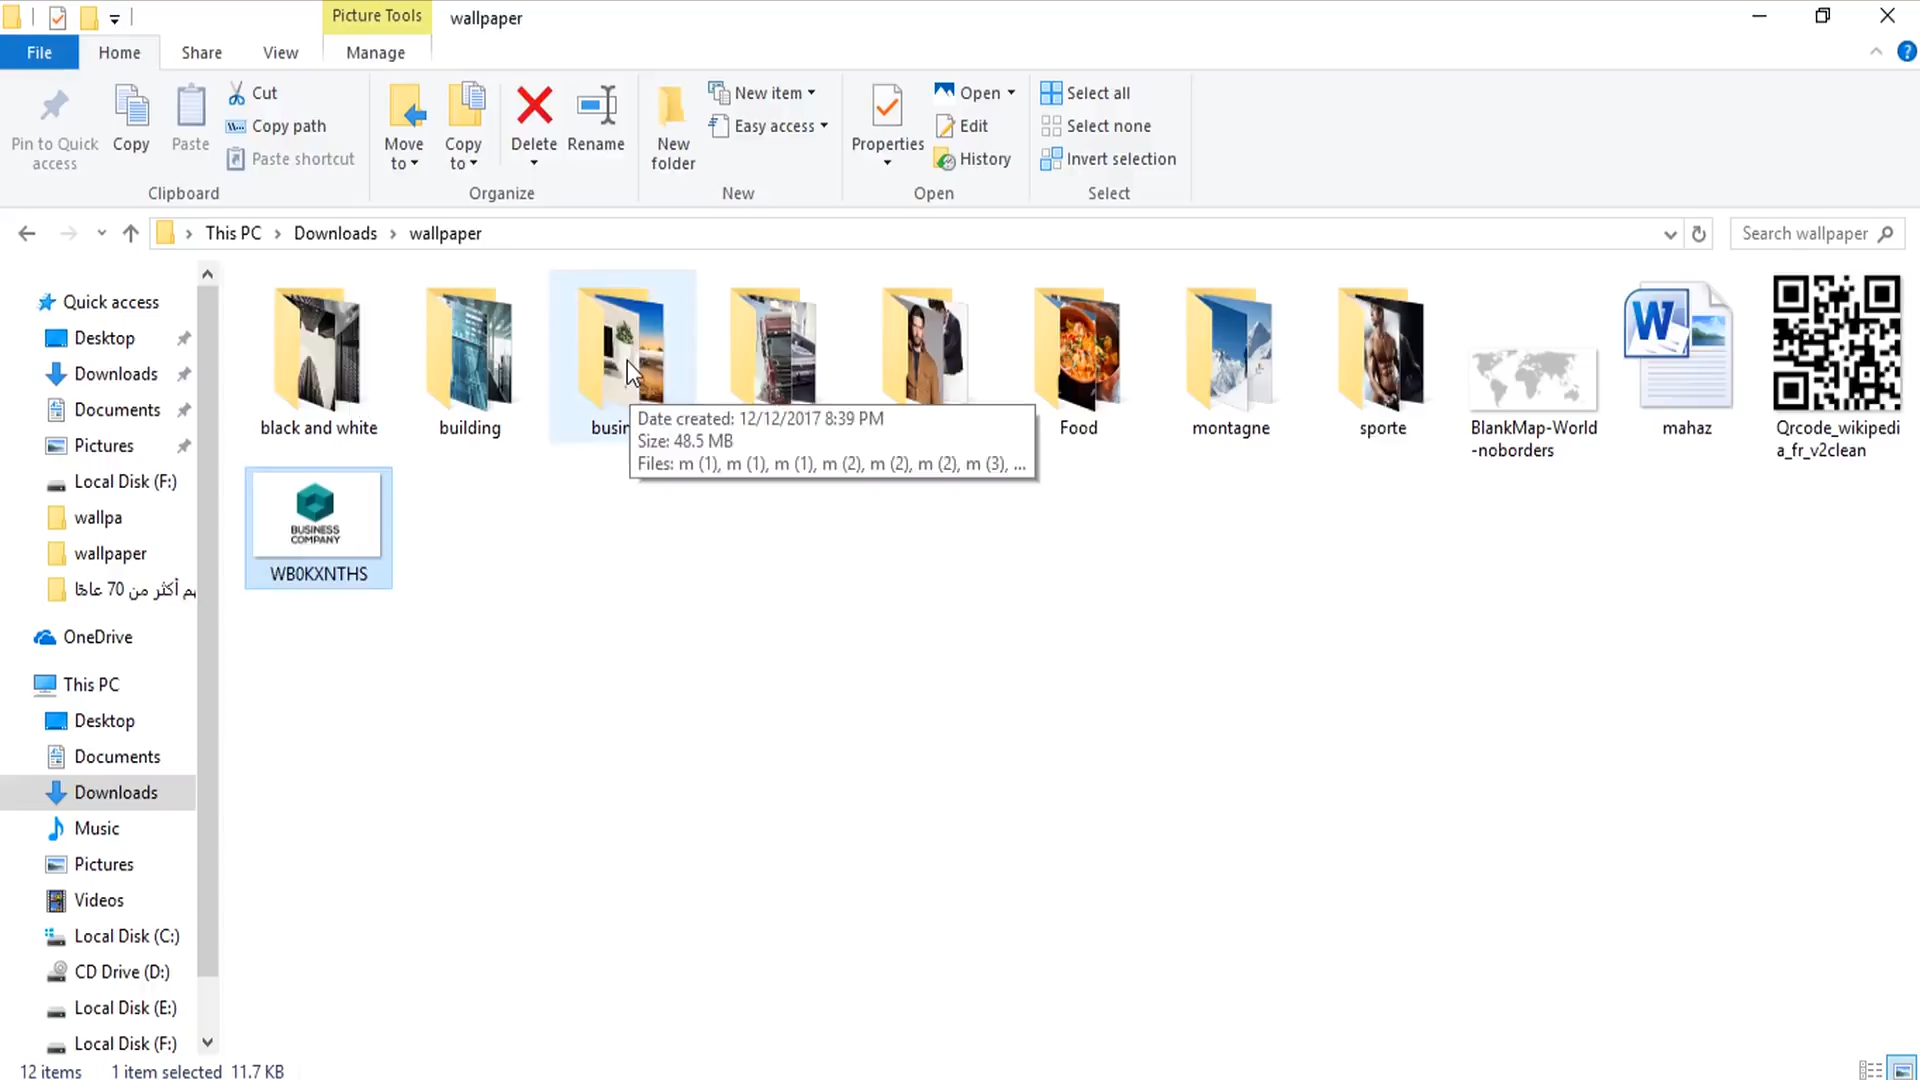 Picture Tools
wallpaper
File
Home
Share
View
Manage
Pin to Quick
access
Copy
Paste
Cut
Copy path
Paste shortcut
Clipboard
Move
to
Copy
to
Delete
Rename
Organize
New
folder
New item
Easy access
New
Properties
Open
Edit
History
Open
Select all
Select none
Invert selection
Select
This PC > Downloads > wallpaper
Search wallpaper
Quick access
Desktop
Downloads
Documents
Pictures
Local Disk (F:)
wallpa
wallpaper
هم أكثر من 70 عامًا
OneDrive
This PC
Desktop
Documents
Downloads
Music
Pictures
Videos
Local Disk (C:)
CD Drive (D:)
Local Disk (E:)
Local Disk (F:)
black and white
building
busin
Food
montagne
sporte
BlankMap-World
-noborders
mahaz
Qrcode_wikipedi
a_fr_v2clean
Date created: 12/12/2017 8:39 PM
Size: 48.5 MB
Files: m (1), m (1), m (1), m (2), m (2), m (2), m (3), ...
BUSINESS
COMPANY
WB0KXNTHS
12 items
1 item selected 11.7 KB